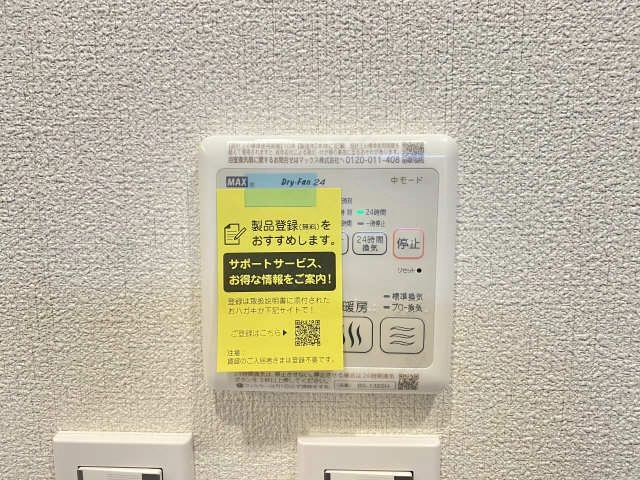 浴室換気扇に関するお問合せはマックス株式会社へ 0120-011-408
MAX Dry-Fan 24 中モード
製品登録(無料)を
おすすめします。
サポートサービス、
お得な情報をご案内!
登録は取扱説明書に添付された
おハガキか下記サイトで!
ご登録はこちら▶
注意:
賃貸のご入居者さまは登録不要です。
24時間
一時停止
24時間
換気
停止
リセット
暖房
標準換気
ブロー換気